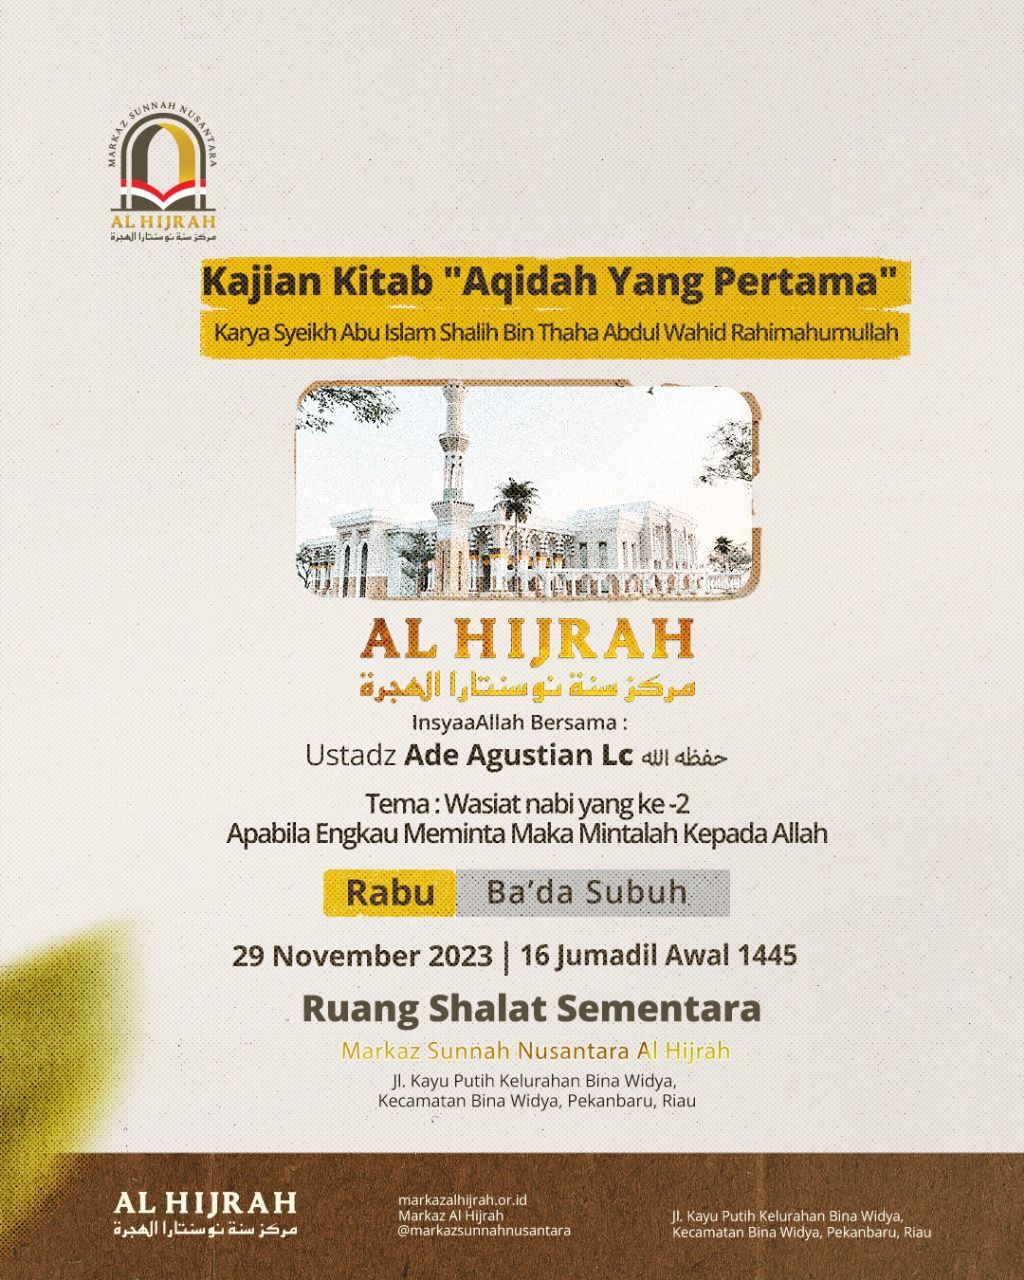 MARKAZ SUNNAH NUSANTARA
AL HIJRAH
مركز سنة نوسنتارا الهجرة
Kajian Kitab "Aqidah Yang Pertama"
Karya Syeikh Abu Islam Shalih Bin Thaha Abdul Wahid Rahimahumullah
AL HIJRAH
مركز سنة نوسنتارا الهجرة
InsyaaAllah Bersama :
Ustadz Ade Agustian Lc حفظه الله
Tema : Wasiat nabi yang ke -2
Apabila Engkau Meminta Maka Mintalah Kepada Allah
Rabu Ba'da Subuh
29 November 2023 | 16 Jumadil Awal 1445
Ruang Shalat Sementara
Markaz Sunnah Nusantara Al Hijrah
Jl. Kayu Putih Kelurahan Bina Widya,
Kecamatan Bina Widya, Pekanbaru, Riau
AL HIJRAH
مركز سنة نوسنتارا الهجرة
markazalhijrah.or.id
Markaz Al Hijrah
@markazsunnahnusantara
Jl. Kayu Putih Kelurahan Bina Widya,
Kecamatan Bina Widya, Pekanbaru, Riau